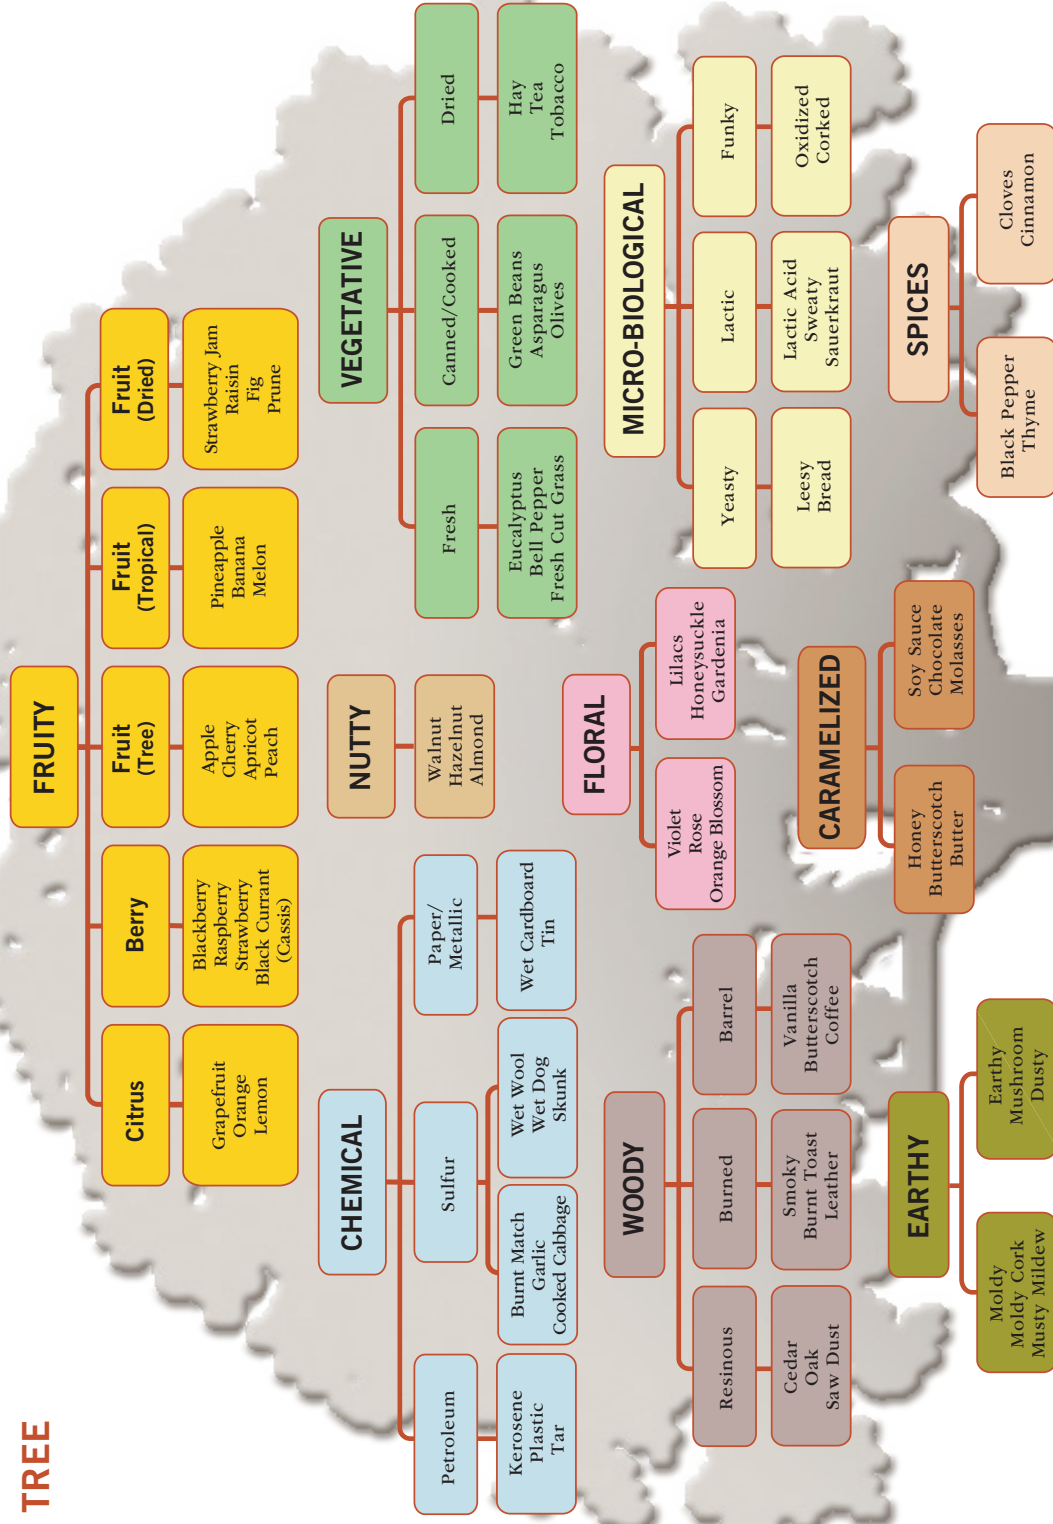 TREE
FRUITY
Citrus
Grapefruit
Orange
Lemon
Berry
Blackberry
Raspberry
Strawberry
Black Currant
(Cassis)
Fruit
(Tree)
Apple
Cherry
Apricot
Peach
Fruit
(Tropical)
Pineapple
Banana
Melon
Fruit
(Dried)
Strawberry Jam
Raisin
Fig
Prune
CHEMICAL
Petroleum
Kerosene
Plastic
Tar
Sulfur
Burnt Match
Garlic
Cooked Cabbage
Wet Wool
Wet Dog
Skunk
Paper/
Metallic
Wet Cardboard
Tin
NUTTY
Walnut
Hazelnut
Almond
VEGETATIVE
Fresh
Eucalyptus
Bell Pepper
Fresh Cut Grass
Canned/Cooked
Green Beans
Asparagus
Olives
Dried
Hay
Tea
Tobacco
FLORAL
Violet
Rose
Orange Blossom
Lilacs
Honeysuckle
Gardenia
WOODY
Resinous
Cedar
Oak
Saw Dust
Burned
Smoky
Burnt Toast
Leather
Barrel
Vanilla
Butterscotch
Coffee
MICRO-BIOLOGICAL
Yeasty
Leesy
Bread
Lactic
Lactic Acid
Sweaty
Sauerkraut
Funky
Oxidized
Corked
CARAMELIZED
Honey
Butterscotch
Butter
Soy Sauce
Chocolate
Molasses
EARTHY
Moldy
Moldy Cork
Musty Mildew
Earthy
Mushroom
Dusty
SPICES
Black Pepper
Thyme
Cloves
Cinnamon